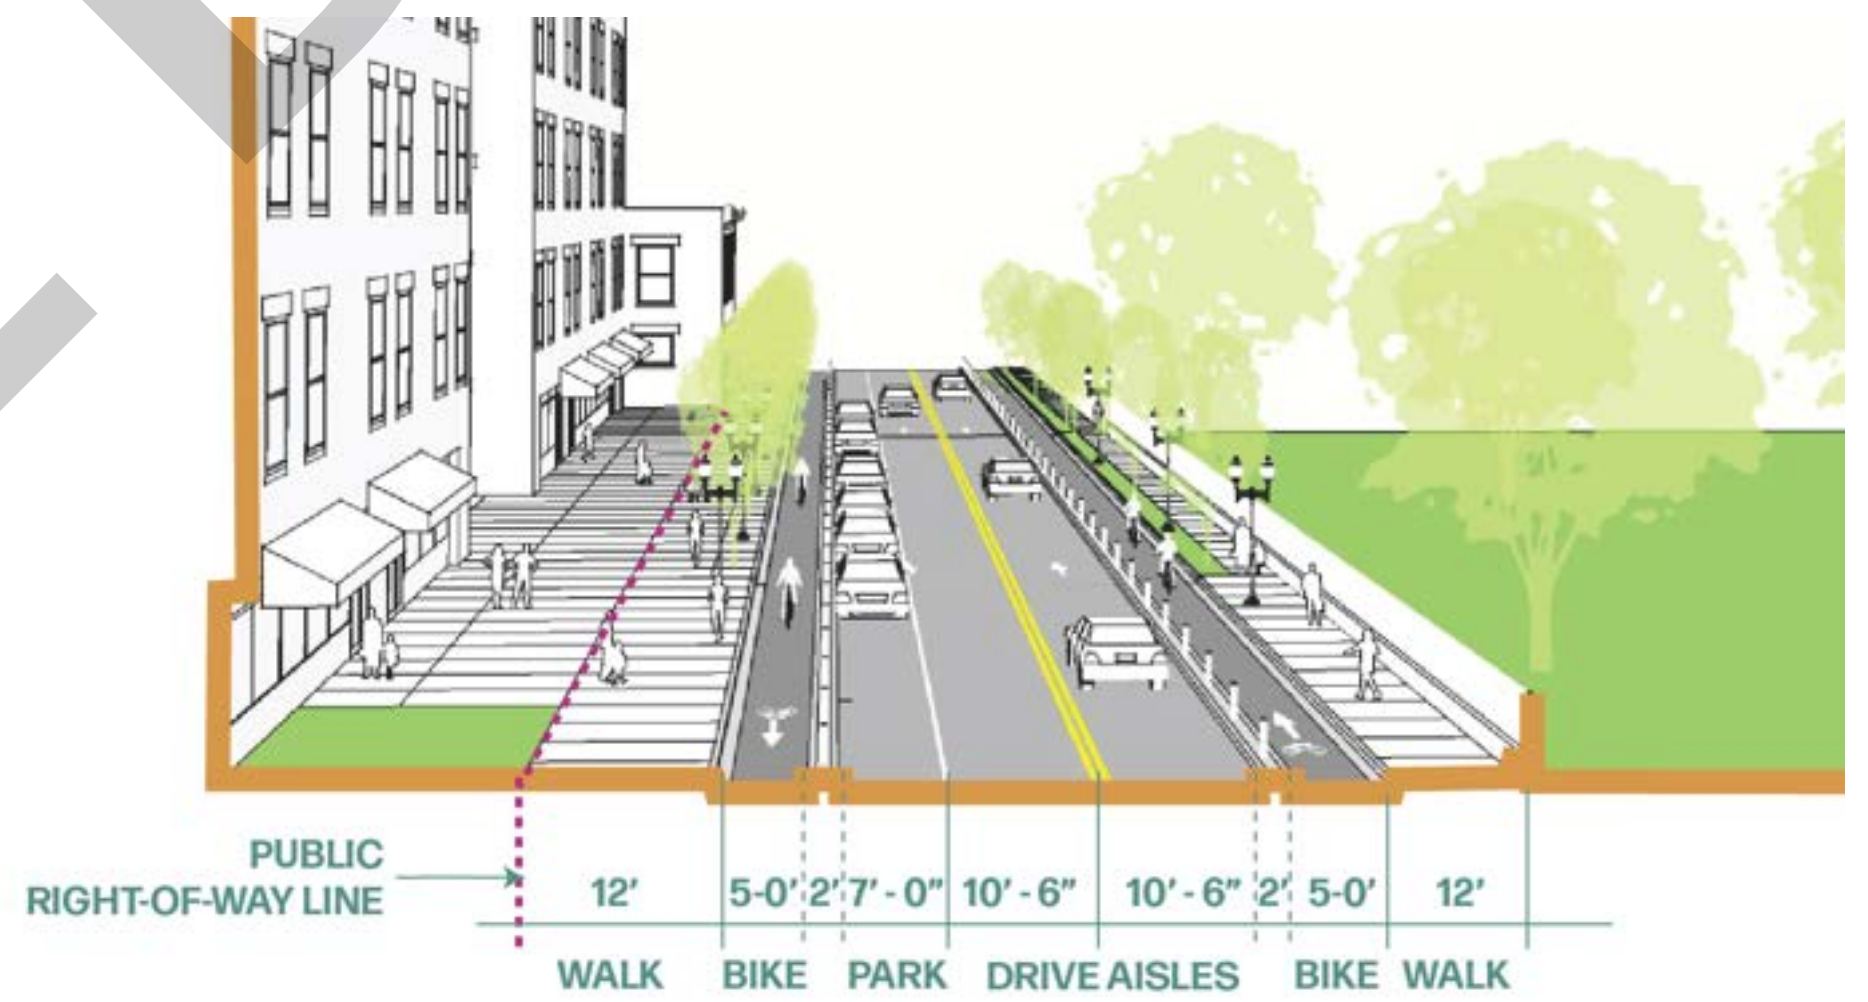 PUBLIC
RIGHT-OF-WAY LINE
12' 5-0' 2' 7' - 0" 10' - 6" 10' - 6" 2' 5-0' 12'
WALK BIKE PARK DRIVE AISLES BIKE WALK